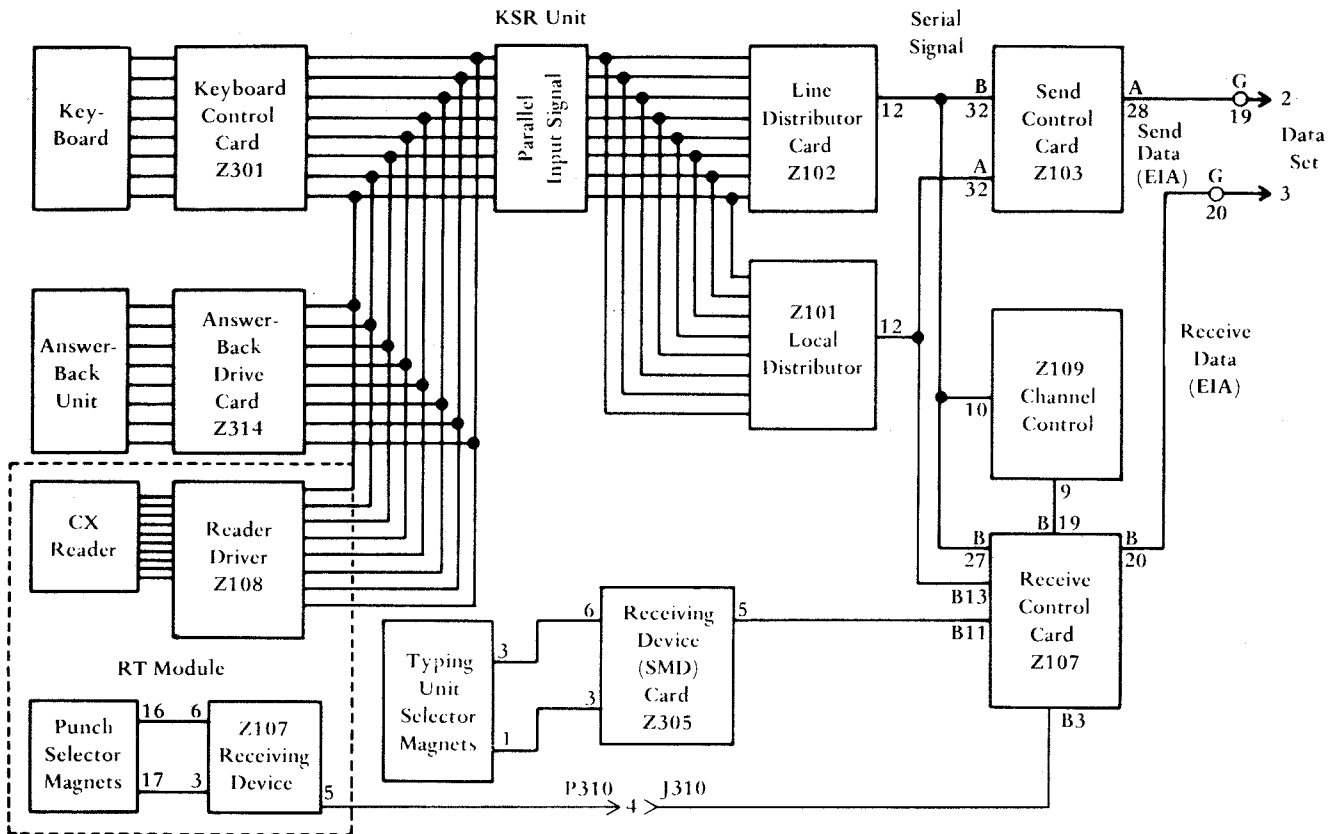 KSR Unit
Serial
Signal
Key-
Board
Keyboard
Control
Card
Z301
Parallel
Input Signal
Line
Distributor
Card
Z102
12
B
32
A
32
Send
Control
Card
Z103
A
28
Send
Data
(EIA)
G
19
2
Data
Set
G
20
3
Answer-
Back
Unit
Answer-
Back
Drive
Card
Z314
Z101
Local
Distributor
12
Z109
Channel
Control
10
9
Receive
Data
(EIA)
CX
Reader
Reader
Driver
Z108
B
19
B
27
B
20
B13
B11
Receive
Control
Card
Z107
B3
RT Module
Typing
Unit
Selector
Magnets
3
1
6
3
Receiving
Device
(SMD)
Card
Z305
5
Punch
Selector
Magnets
16
17
6
3
Z107
Receiving
Device
5
P310
4
J310